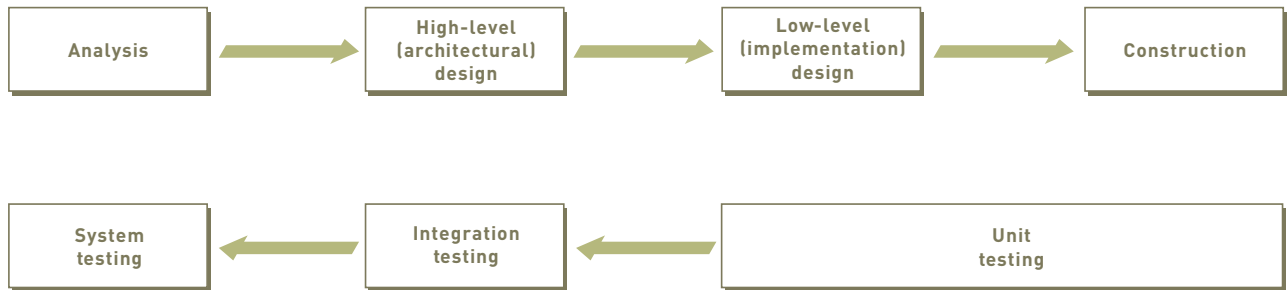 Analysis
High-level
(architectural)
design
Low-level
(implementation)
design
Construction
System
testing
Integration
testing
Unit
testing